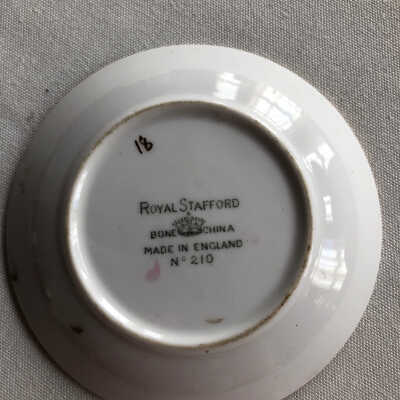 18
ROYAL STAFFORD
BONE CHINA
MADE IN ENGLAND
Nº 210